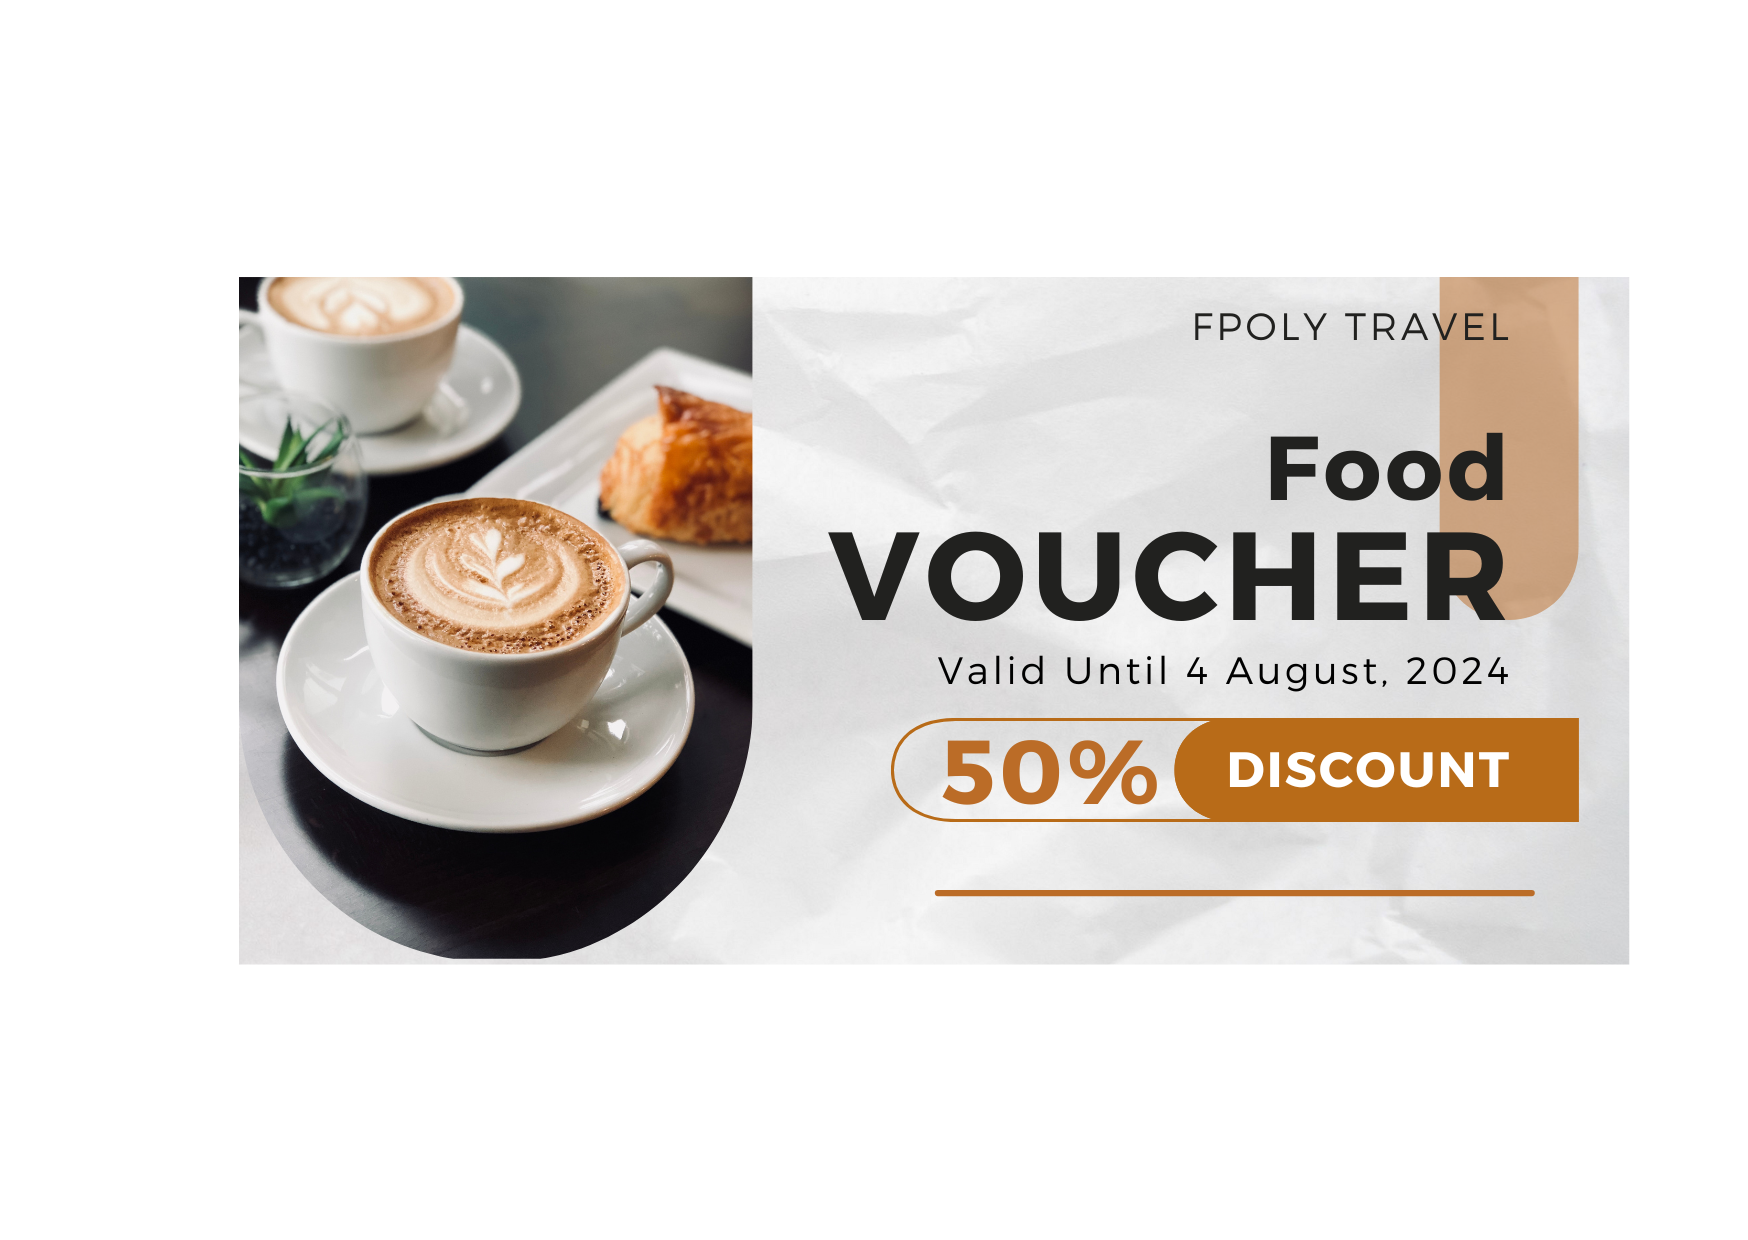 FPOLY TRAVEL
Food
VOUCHER
Valid Until 4 August, 2024
50% DISCOUNT